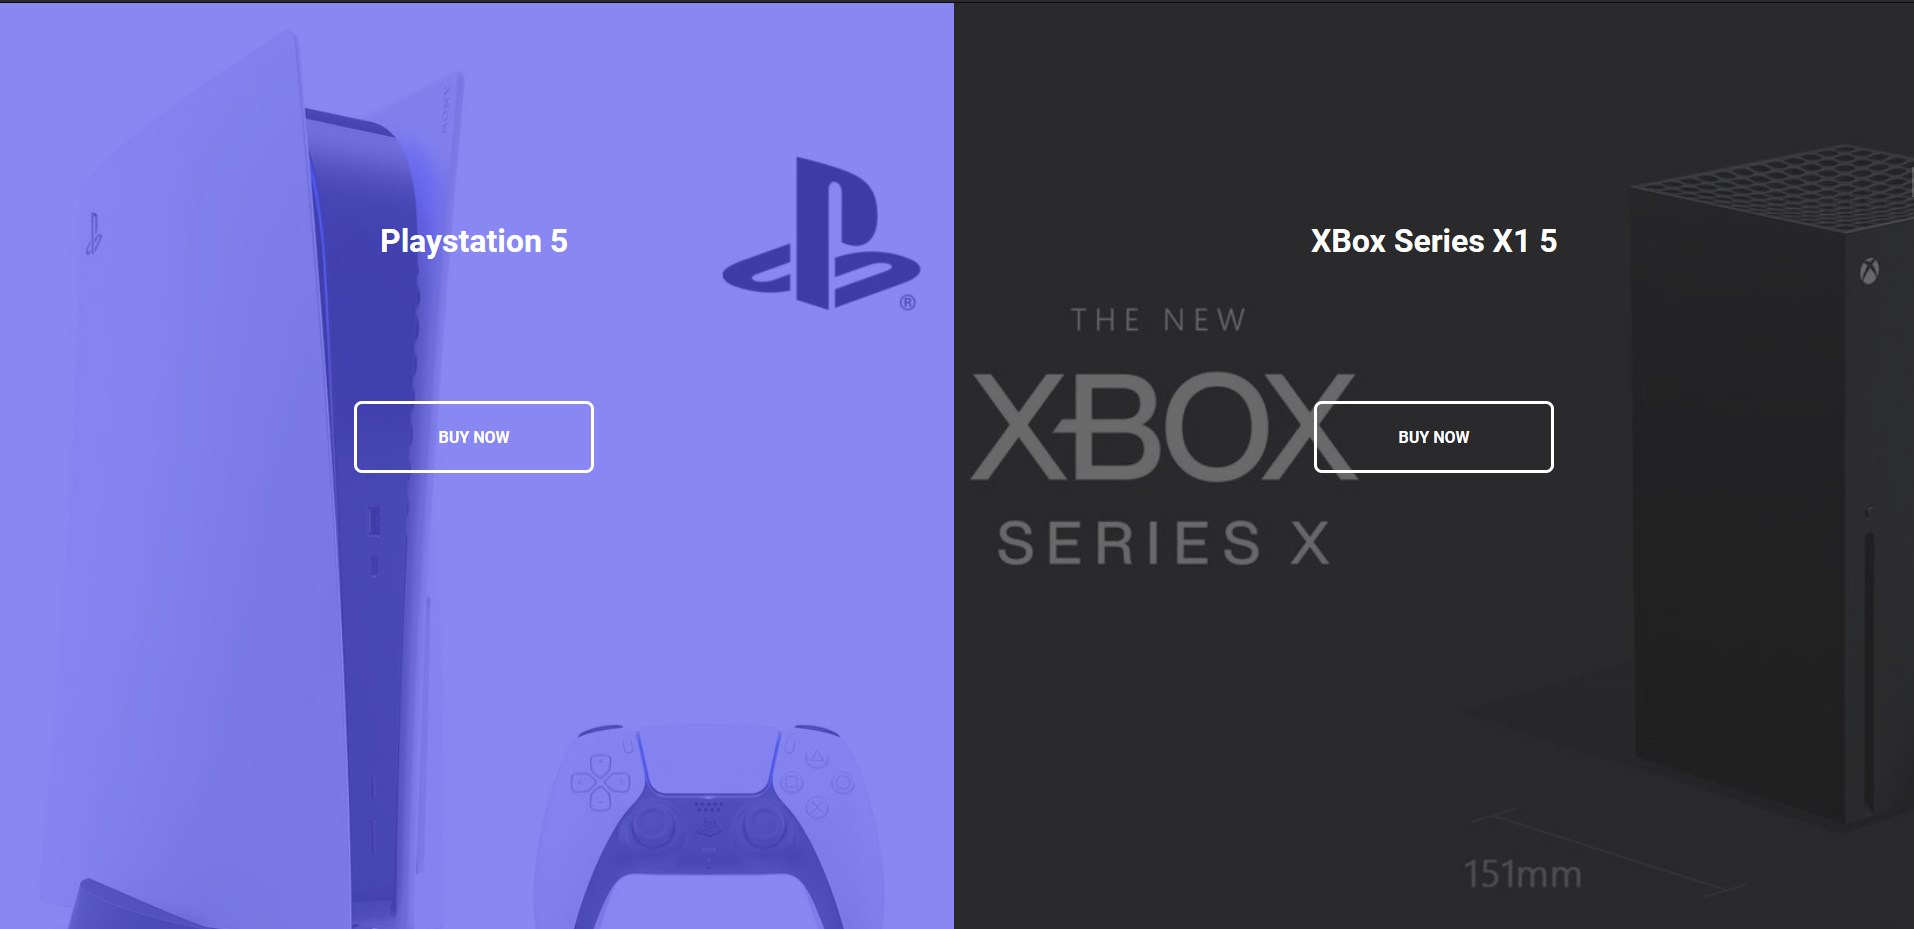 SONY
Playstation 5
®
BUY NOW
XBox Series X1 5
THE NEW
XBOX
SERIES X
BUY NOW
151mm